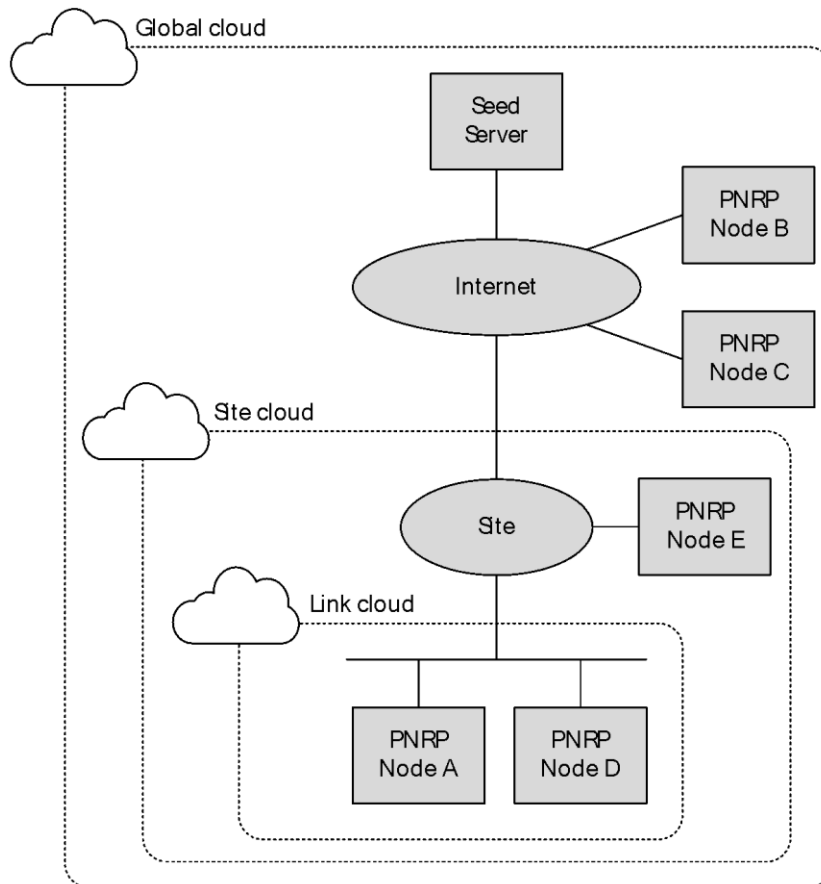 Global cloud
Seed
Server
PNRP
Node B
Internet
PNRP
Node C
Site cloud
Site
PNRP
Node E
Link cloud
PNRP
Node A
PNRP
Node D